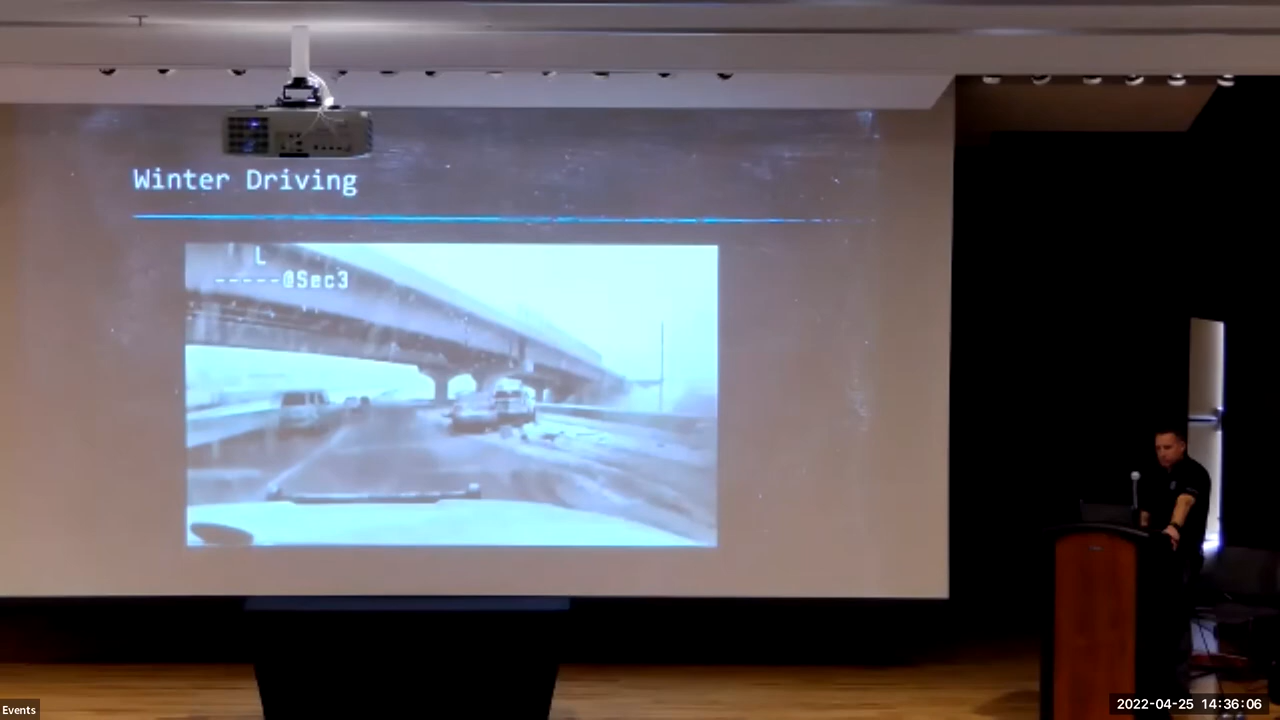 Winter Driving
L
-----@Sec3
Events
2022-04-25 14:36:06